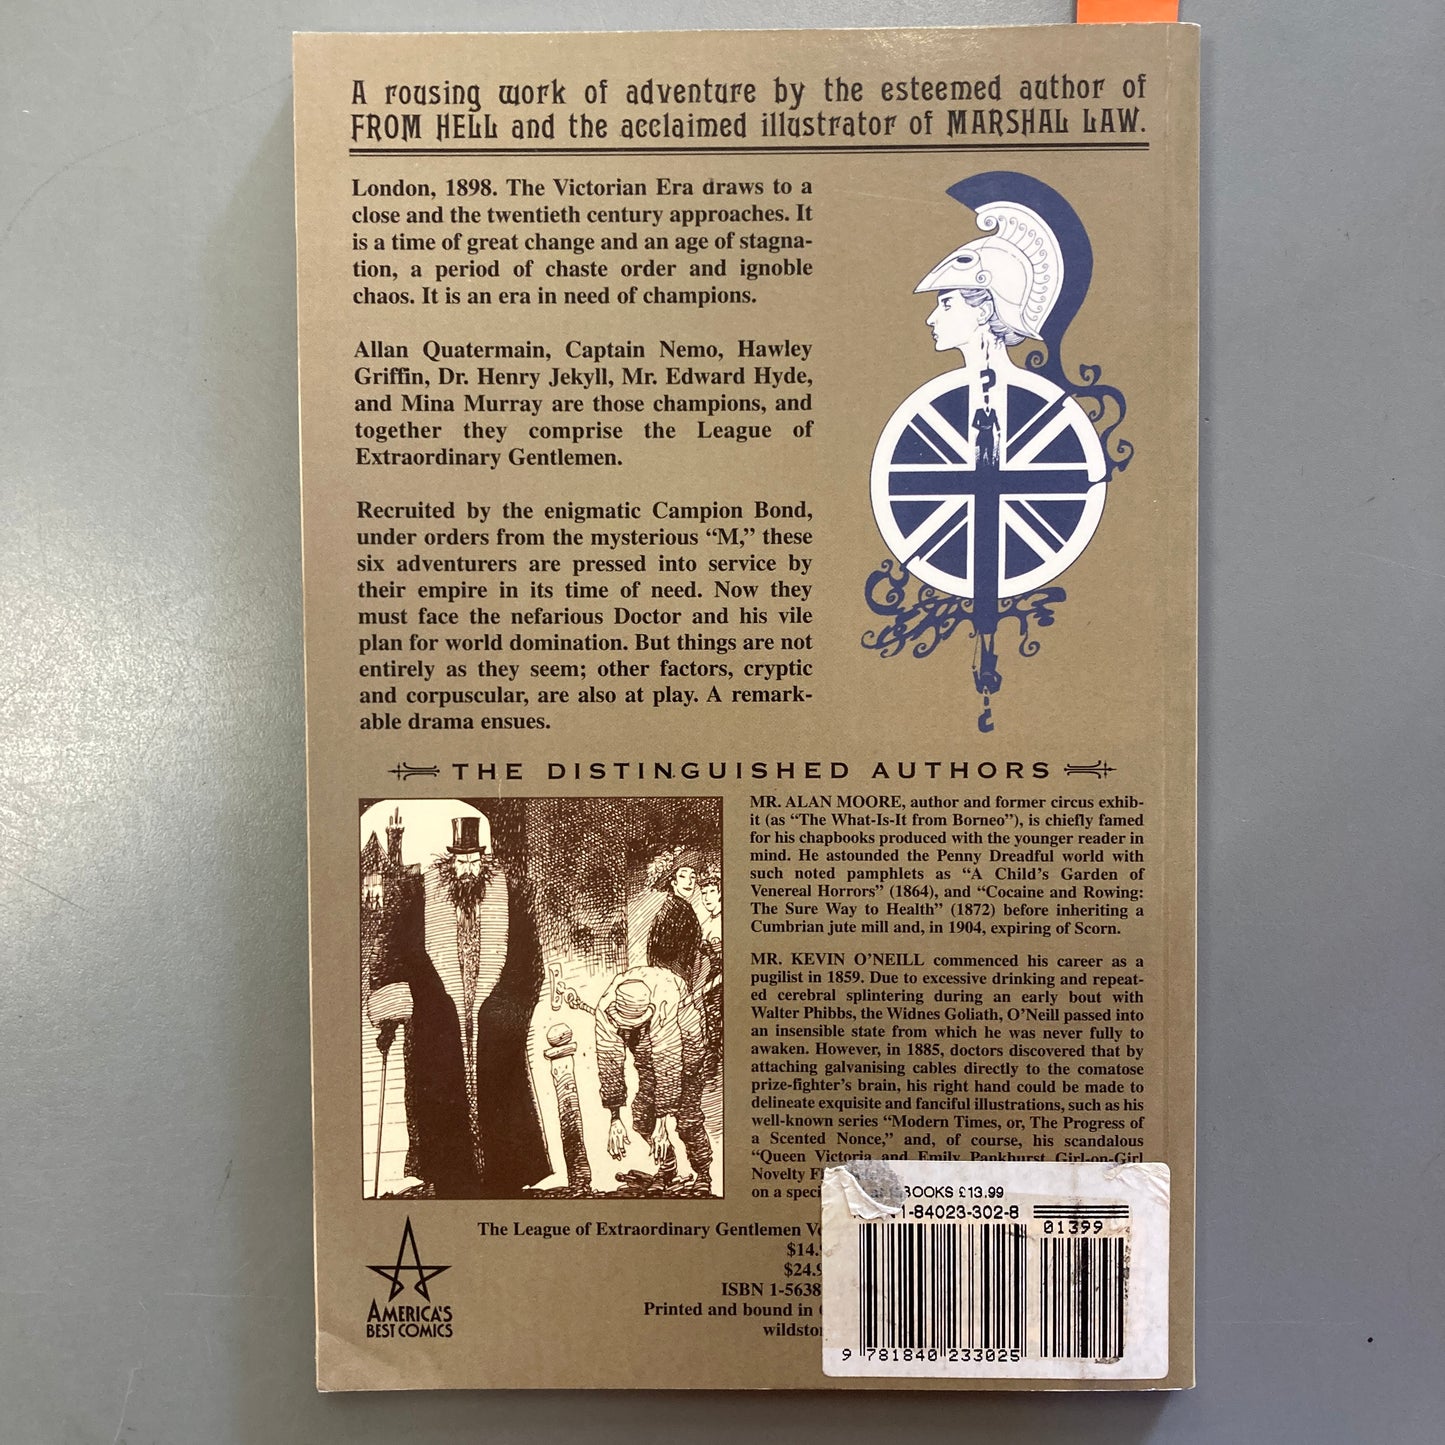 A rousing work of adventure by the esteemed author of
FROM HELL and the acclaimed illustrator of MARSHAL LAW.
London, 1898. The Victorian Era draws to a
close and the twentieth century approaches. It
is a time of great change and an age of stagna-
tion, a period of chaste order and ignoble
chaos. It is an era in need of champions.
Allan Quatermain, Captain Nemo, Hawley
Griffin, Dr. Henry Jekyll, Mr. Edward Hyde,
and Mina Murray are those champions, and
together they comprise the League of
Extraordinary Gentlemen.
Recruited by the enigmatic Campion Bond,
under orders from the mysterious “M,” these
six adventurers are pressed into service by
their empire in its time of need. Now they
must face the nefarious Doctor and his vile
plan for world domination. But things are not
entirely as they seem; other factors, cryptic
and corpuscular, are also at play. A remark-
able drama ensues.
?
?
THE DISTINGUISHED AUTHORS
MR. ALAN MOORE, author and former circus exhib-
it (as “The What-Is-It from Borneo”), is chiefly famed
for his chapbooks produced with the younger reader in
mind. He astounded the Penny Dreadful world with
such noted pamphlets as “A Child’s Garden of
Venereal Horrors” (1864), and “Cocaine and Rowing:
The Sure Way to Health” (1872) before inheriting a
Cumbrian jute mill and, in 1904, expiring of Scorn.
MR. KEVIN O’NEILL commenced his career as a
pugilist in 1859. Due to excessive drinking and repeat-
ed cerebral splintering during an early bout with
Walter Phibbs, the Widnes Goliath, O’Neill passed into
an insensible state from which he was never fully to
awaken. However, in 1885, doctors discovered that by
attaching galvanising cables directly to the comatose
prize-fighter’s brain, his right hand could be made to
delineate exquisite and fanciful illustrations, such as his
well-known series “Modern Times, or, The Progress of
a Scented Nonce,” and, of course, his scandalous
“Queen Victoria and Emily Pankhurst Girl-on-Girl
Novelty
on a
BOOKS £13.99
1-84023-302-8
01399
9 781840 233025
The League of Extraordinary Gentlemen
$14.
$24.
ISBN 1-5638
Printed and bound in
AMERICA'S
BEST COMICS